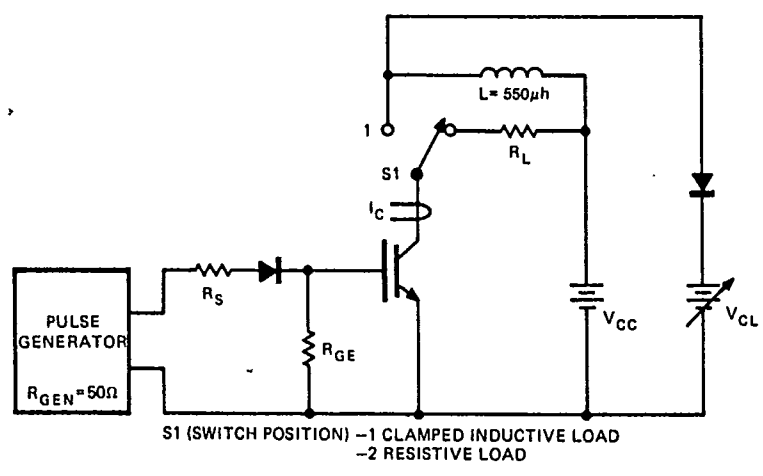 L= 550μh
1
R_L
S1
I_C
R_S
PULSE
GENERATOR
R_GEN = 50Ω
R_GE
V_CC
V_CL
S1 (SWITCH POSITION) –1 CLAMPED INDUCTIVE LOAD
–2 RESISTIVE LOAD